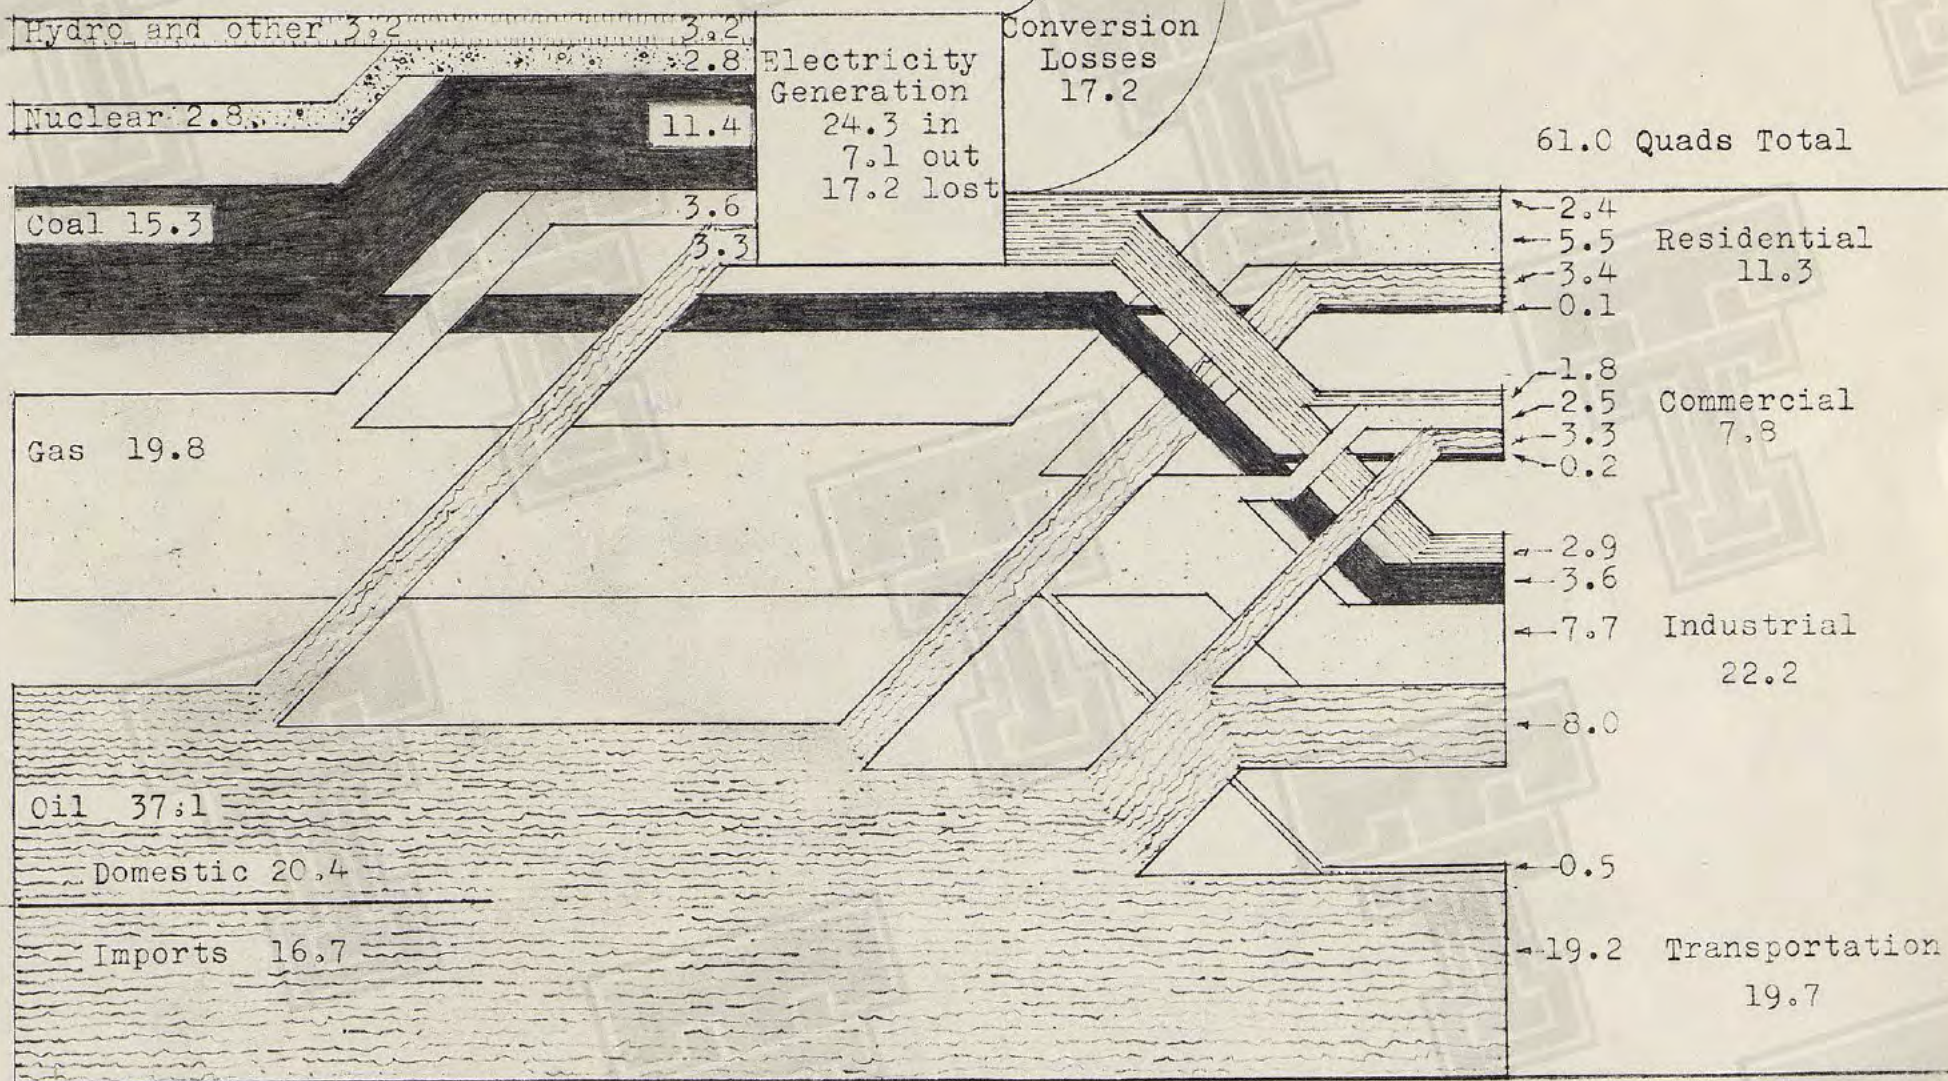 Hydro and other 3.2
3.2
Nuclear 2.8
2.8
Coal 15.3
11.4
3.6
3.3
Electricity
Generation
24.3 in
7.1 out
17.2 lost
Conversion
Losses
17.2
Gas 19.8
Oil 37.1
Domestic 20.4
Imports 16.7
61.0 Quads Total
2.4
5.5
3.4
0.1
Residential
11.3
1.8
2.5
3.3
0.2
Commercial
7.8
2.9
3.6
7.7
8.0
Industrial
22.2
0.5
19.2
Transportation
19.7